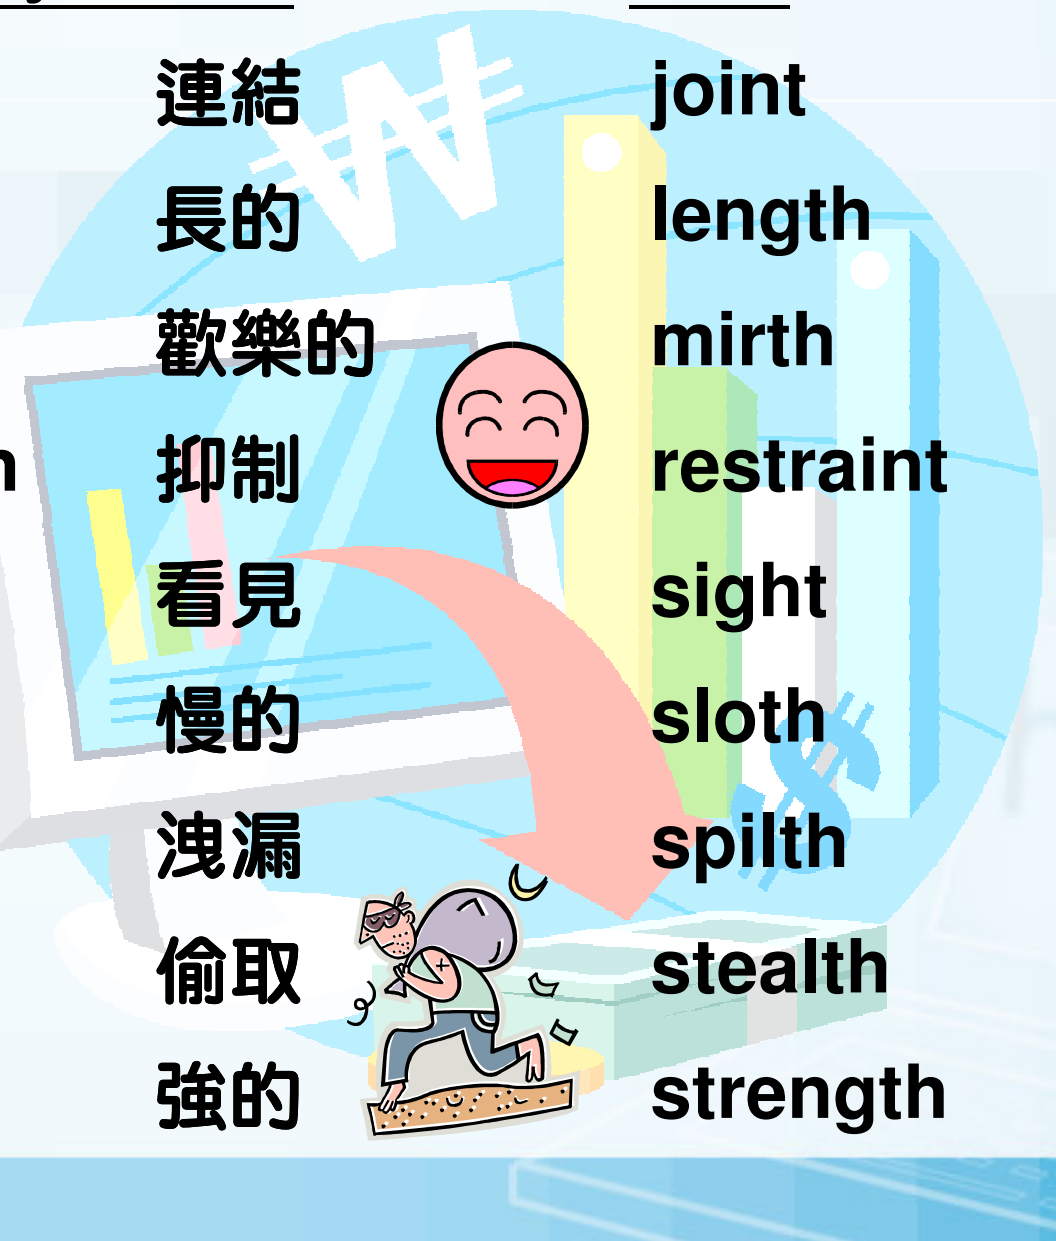 連結 joint
長的 length
歡樂的 mirth
抑制 restraint
看見 sight
慢的 sloth
洩漏 spilth
偷取 stealth
強的 strength